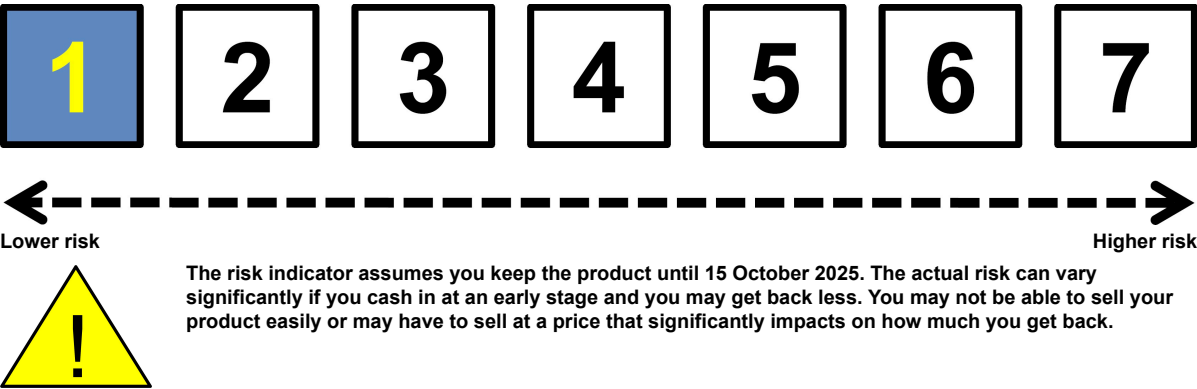 1 2 3 4 5 6 7
Lower risk Higher risk
The risk indicator assumes you keep the product until 15 October 2025. The actual risk can vary
significantly if you cash in at an early stage and you may get back less. You may not be able to sell your
product easily or may have to sell at a price that significantly impacts on how much you get back.
!